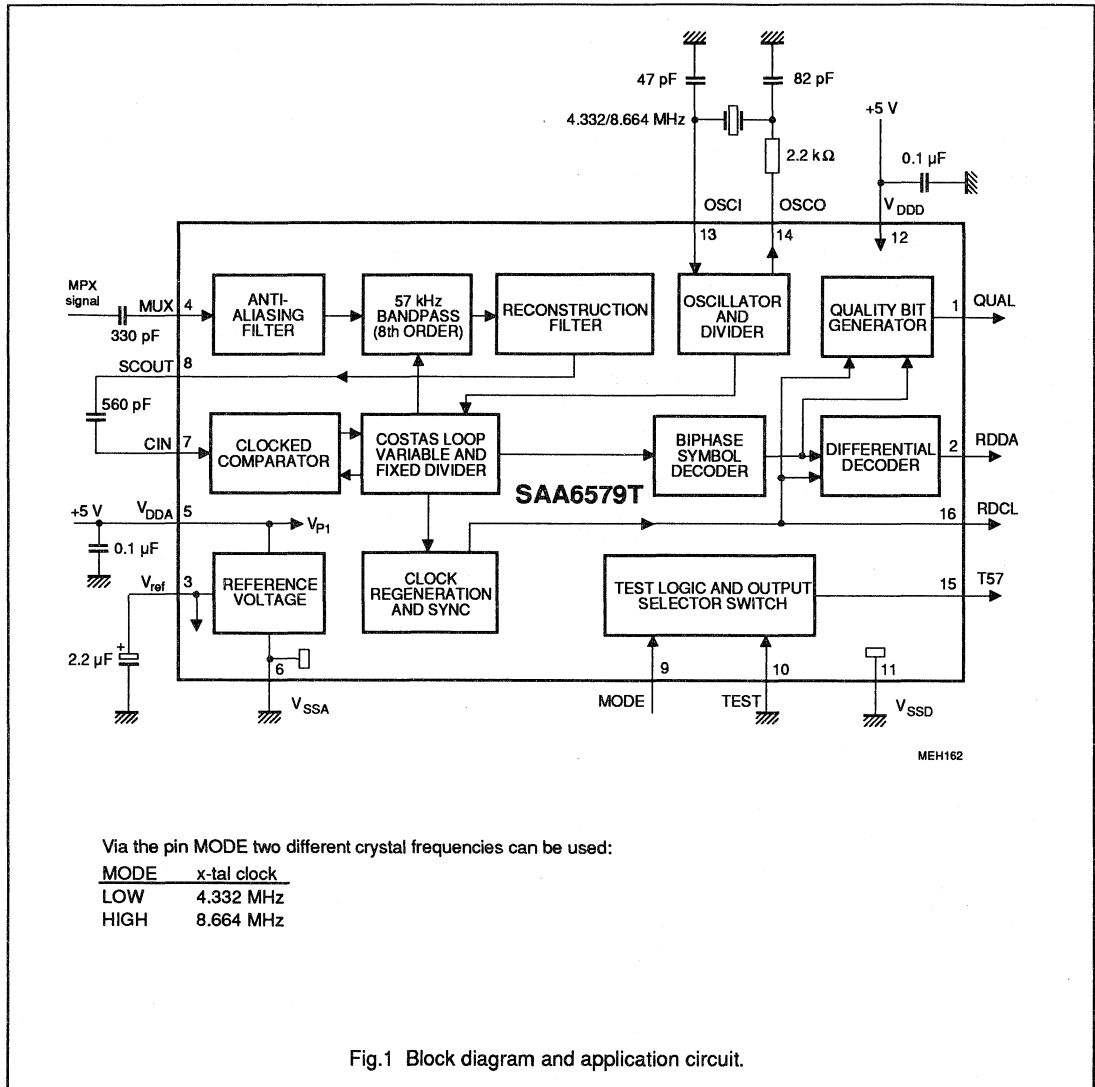 47 pF
82 pF
4.332/8.664 MHz
2.2 kΩ
+5 V
0.1 µF
OSCI
OSCO
V DDD
13
14
12
MPX
signal
MUX
4
330 pF
ANTI-
ALIASING
FILTER
57 kHz
BANDPASS
(8th ORDER)
RECONSTRUCTION
FILTER
OSCILLATOR
AND
DIVIDER
QUALITY BIT
GENERATOR
1
QUAL
SCOUT
8
560 pF
CIN
7
CLOCKED
COMPARATOR
COSTAS LOOP
VARIABLE AND
FIXED DIVIDER
BIPHASE
SYMBOL
DECODER
DIFFERENTIAL
DECODER
2
RDDA
SAA6579T
+5 V
VDDA
5
VP1
16
RDCL
0.1 µF
Vref
3
REFERENCE
VOLTAGE
CLOCK
REGENERATION
AND SYNC
TEST LOGIC AND OUTPUT
SELECTOR SWITCH
15
T57
2.2 µF
+
6
9
10
11
VSSA
MODE
TEST
VSSD
MEH162
Via the pin MODE two different crystal frequencies can be used:
MODE x-tal clock
LOW 4.332 MHz
HIGH 8.664 MHz
Fig.1 Block diagram and application circuit.